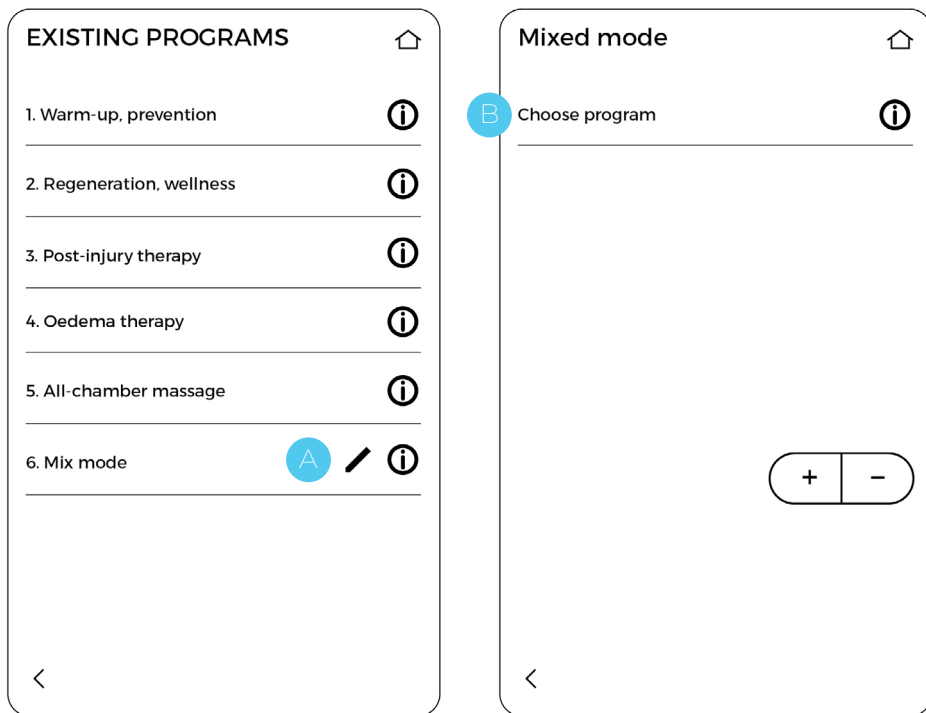 EXISTING PROGRAMS
1. Warm-up, prevention
2. Regeneration, wellness
3. Post-injury therapy
4. Oedema therapy
5. All-chamber massage
6. Mix mode
A
Mixed mode
B
Choose program
+ −